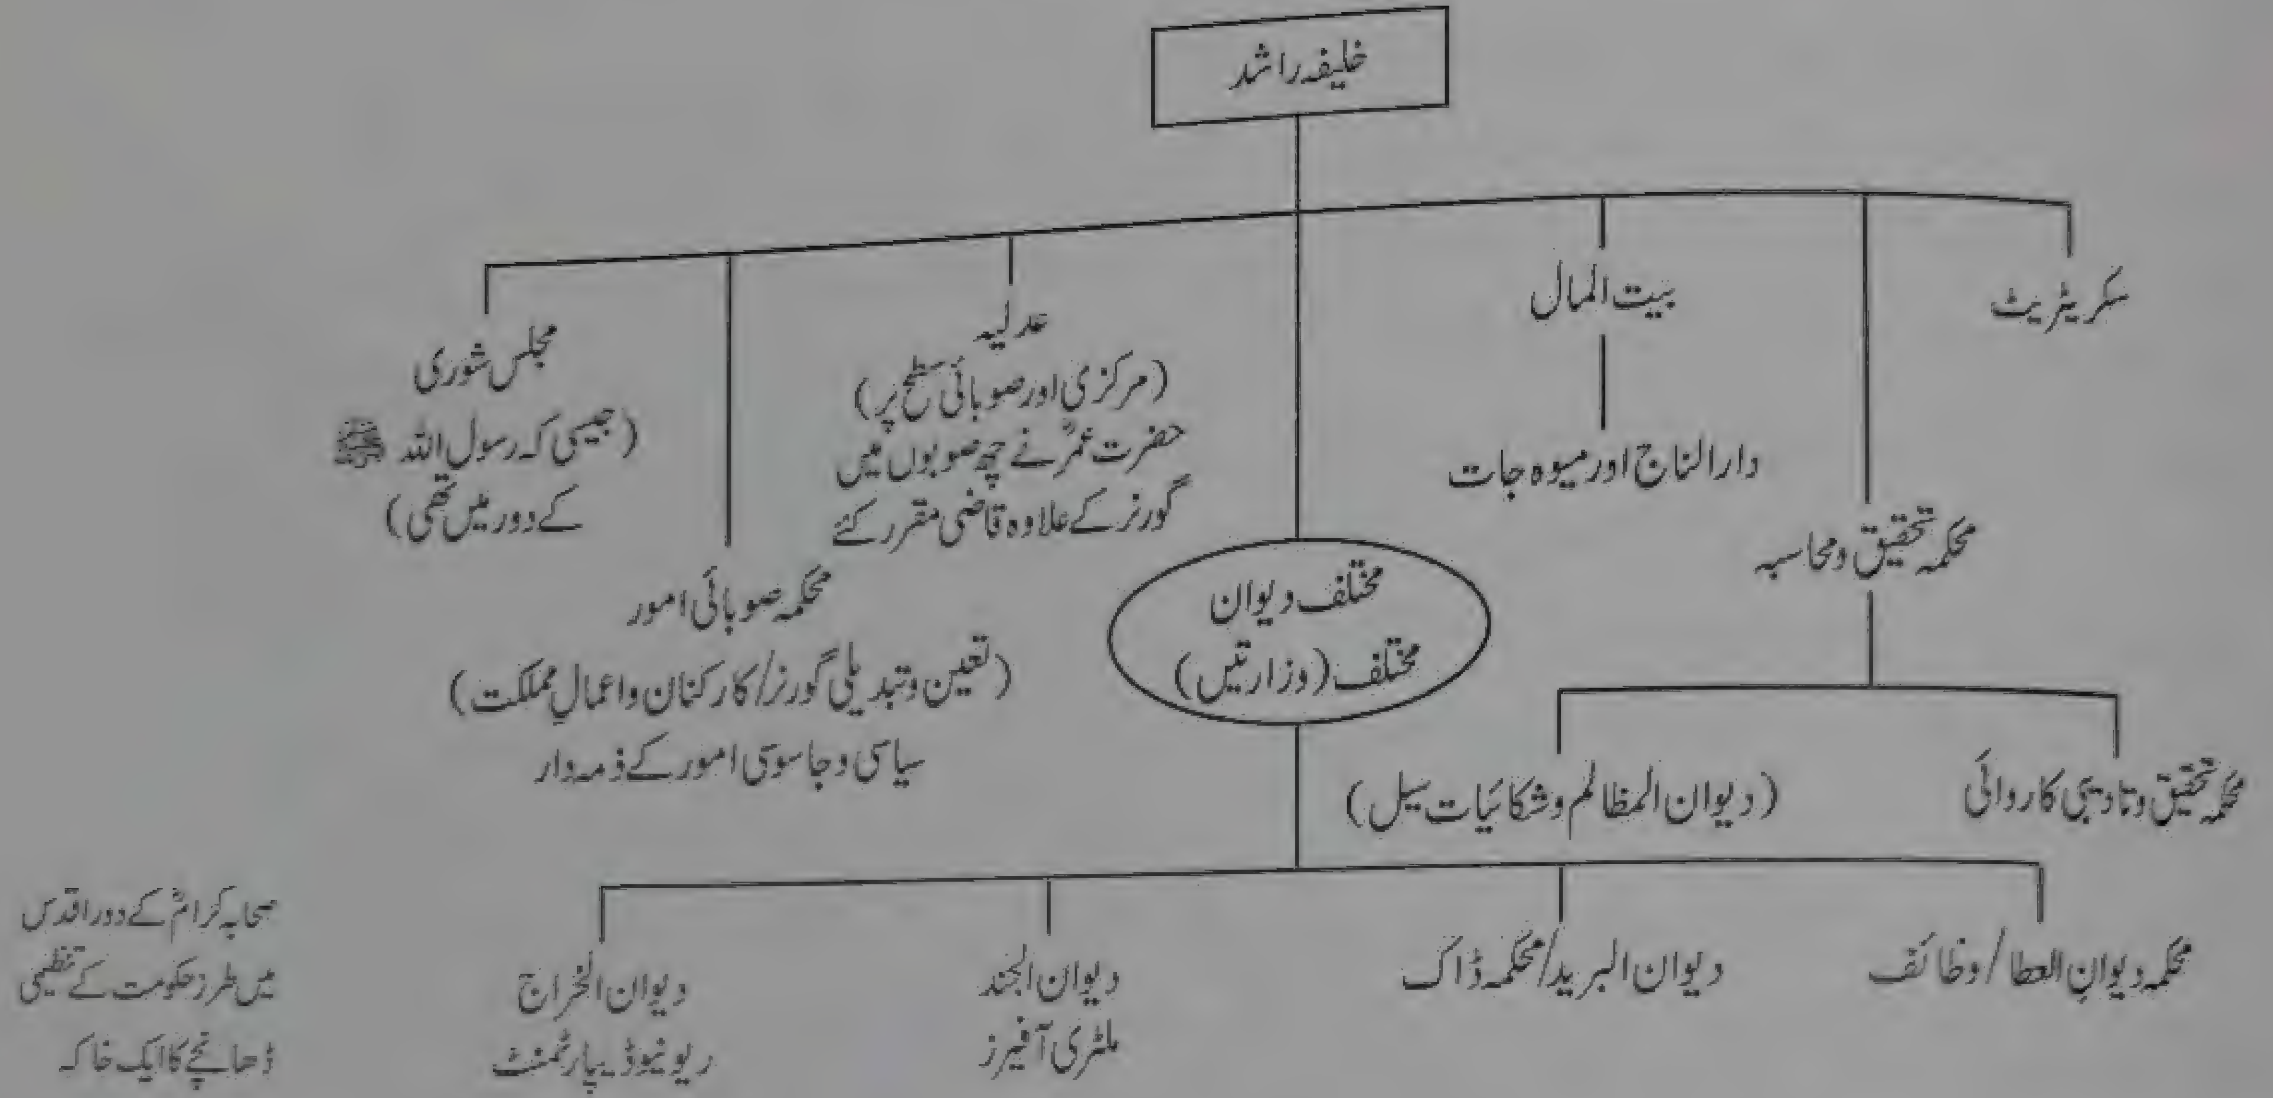 خلیفہ راشد
سکریٹریٹ
بیت المال
عدلیہ
(مرکزی اور صوبائی سطح پر)
حضرت عمرؓ نے چھ صوبوں میں
گورنر کے علاوہ قاضی مقرر کئے
مجلس شوریٰ
(جیسی کہ رسول اللہ ﷺ
کے دور میں تھی)
دارالناج اور میوہ جات
محکمہ تحقیق ومحاسبہ
مختلف دیوان
مختلف (وزارتیں)
محکمہ صوبائی امور
(تعین وتبدیلی گورنر/کارکنان واعمالِ مملکت)
سیاسی وجاسوسی امور کے ذمہ دار
محکمہ تحقیق وتادیبی کاروائی
(دیوان المظالم وشکائیات سیل)
محکمہ دیوانِ العطا/وظائف
دیوان البرید/محکمہ ڈاک
دیوان الجند
ملٹری آفیرز
دیوان الخراج
ریونیوڈیپارٹمنٹ
صحابہ کرامؓ کے دور اقدس
میں طرز حکومت کے تنظیمی
ڈھانچے کا ایک خاکہ